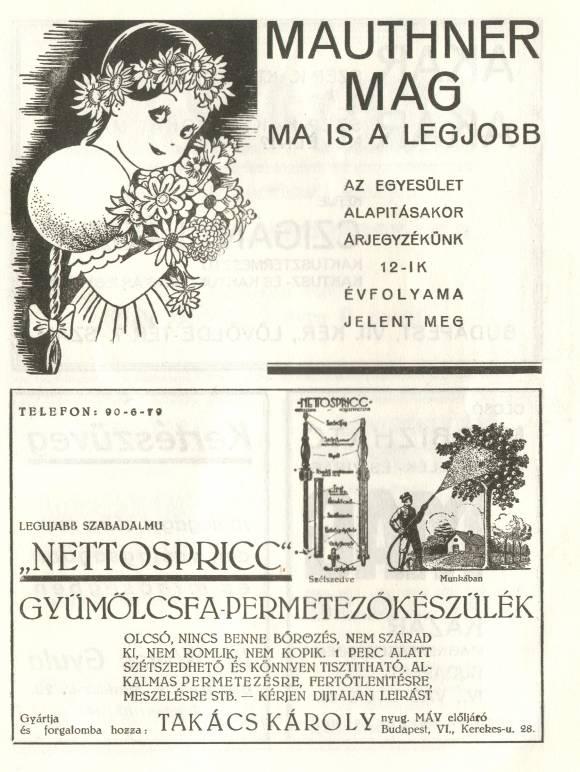 MAUTHNER
MAG
MA IS A LEGJOBB
AZ EGYESÜLET
ALAPITÁSAKOR
ÁRJEGYZÉKÜNK
12-IK
ÉVFOLYAMA
JELENT MEG
TELEFON: 90-6-79
LEGUJABB SZABADALMU
„NETTOSPRICC“
NETTOSPRICC
Szétszedve
Munkában
GYÜMÖLCSFA-PERMETEZŐKÉSZÜLÉK
OLCSÓ, NINCS BENNE BŐROZÉS, NEM SZÁRAD
KI, NEM ROMLIK, NEM KOPIK. 1 PERC ALATT
SZÉTSZEDHETŐ ÉS KÖNNYEN TISZTITHATÓ. AL-
KALMAS PERMETEZÉSRE, FERTŐTLENITÉSRE,
MESZELÉSRE STB. — KÉRJEN DIJTALAN LEIRÁST
Gyártja
és forgalomba hozza: TAKÁCS KÁROLY nyug. MÁV előljáró
Budapest, VI., Kerekes-u. 28.